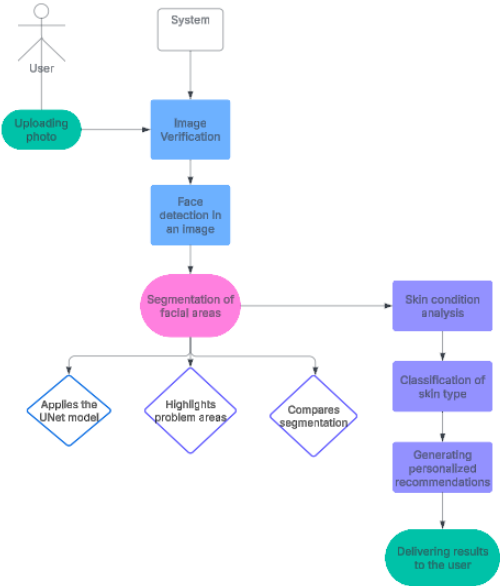 System
User
Uploading
photo
Image
Verification
Face
detection in
an image
Segmentation of
facial areas
Skin condition
analysis
Applies the
UNet model
Highlights
problem areas
Compares
segmentation
Classification of
skin type
Generating
personalized
recommendations
Delivering results
to the user